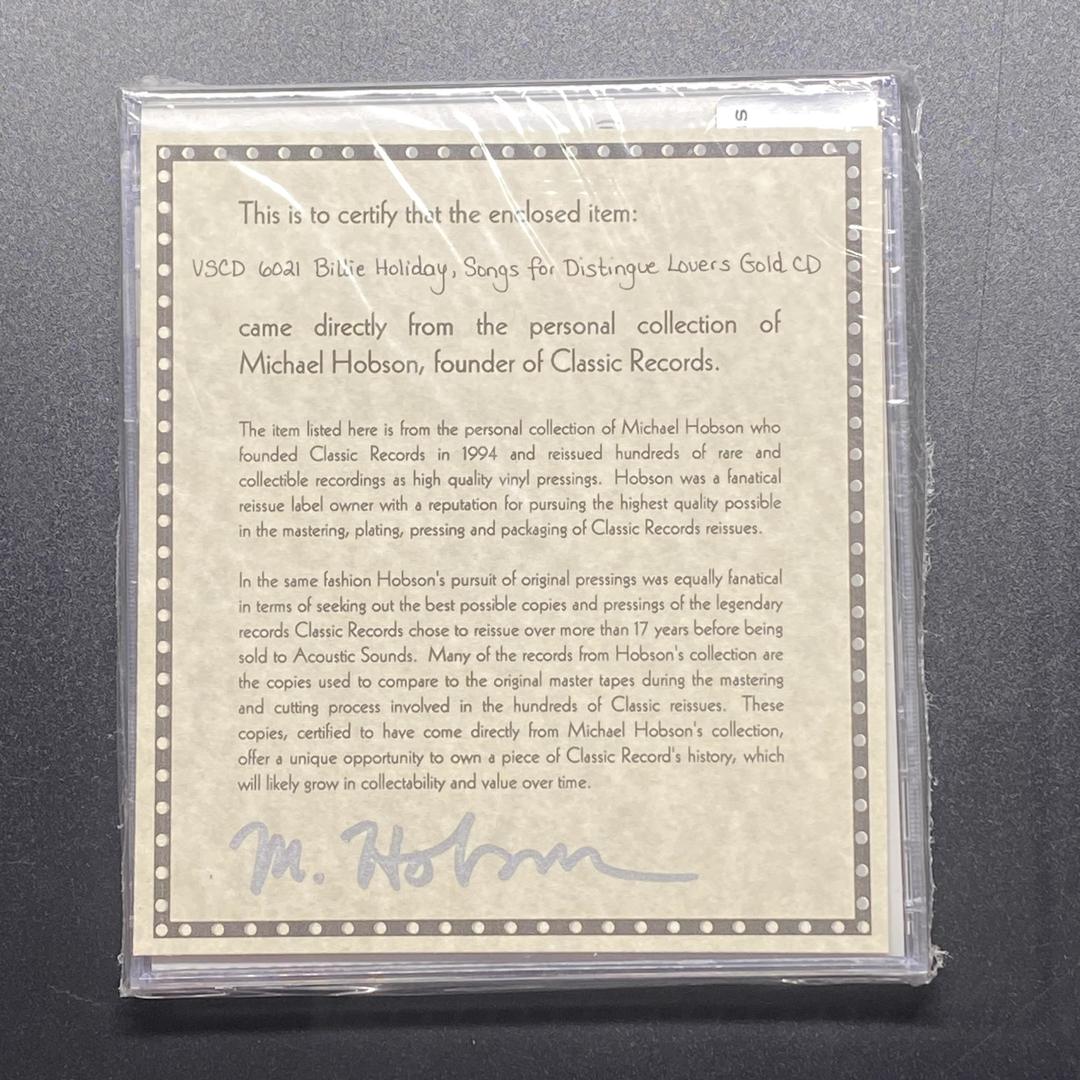 S
This is to certify that the enclosed item:
VSCD 6021 Billie Holiday, Songs for Distingue Lovers Gold CD
came directly from the personal collection of
Michael Hobson, founder of Classic Records.
The item listed here is from the personal collection of Michael Hobson who
founded Classic Records in 1994 and reissued hundreds of rare and
collectible recordings as high quality vinyl pressings. Hobson was a fanatical
reissue label owner with a reputation for pursuing the highest quality possible
in the mastering, plating, pressing and packaging of Classic Records reissues.
In the same fashion Hobson's pursuit of original pressings was equally fanatical
in terms of seeking out the best possible copies and pressings of the legendary
records Classic Records chose to reissue over more than 17 years before being
sold to Acoustic Sounds. Many of the records from Hobson's collection are
the copies used to compare to the original master tapes during the mastering
and cutting process involved in the hundreds of Classic reissues. These
copies, certified to have come directly from Michael Hobson's collection,
offer a unique opportunity to own a piece of Classic Record's history, which
will likely grow in collectability and value over time.
M. Hobson